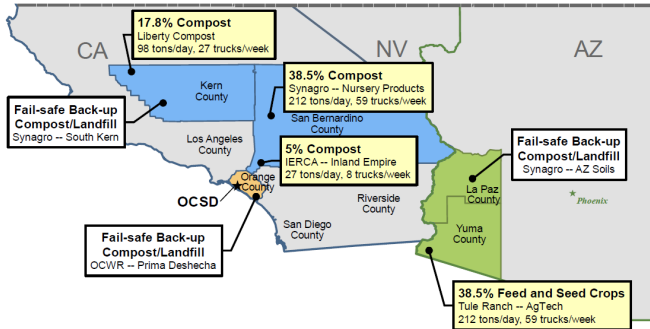 17.8% Compost
Liberty Compost
98 tons/day, 27 trucks/week
CA
NV
AZ
38.5% Compost
Synagro -- Nursery Products
212 tons/day, 59 trucks/week
Kern
County
San Bernardino
County
Fail-safe Back-up
Compost/Landfill
Synagro -- South Kern
Los Angeles
County
5% Compost
IERCA -- Inland Empire
27 tons/day, 8 trucks/week
Fail-safe Back-up
Compost/Landfill
Synagro -- AZ Soils
Orange
County
OCSD
La Paz
County
Phoenix
Riverside
County
San Diego
County
Yuma
County
Fail-safe Back-up
Compost/Landfill
OCWR -- Prima Deshecha
38.5% Feed and Seed Crops
Tule Ranch -- AgTech
212 tons/day, 59 trucks/week